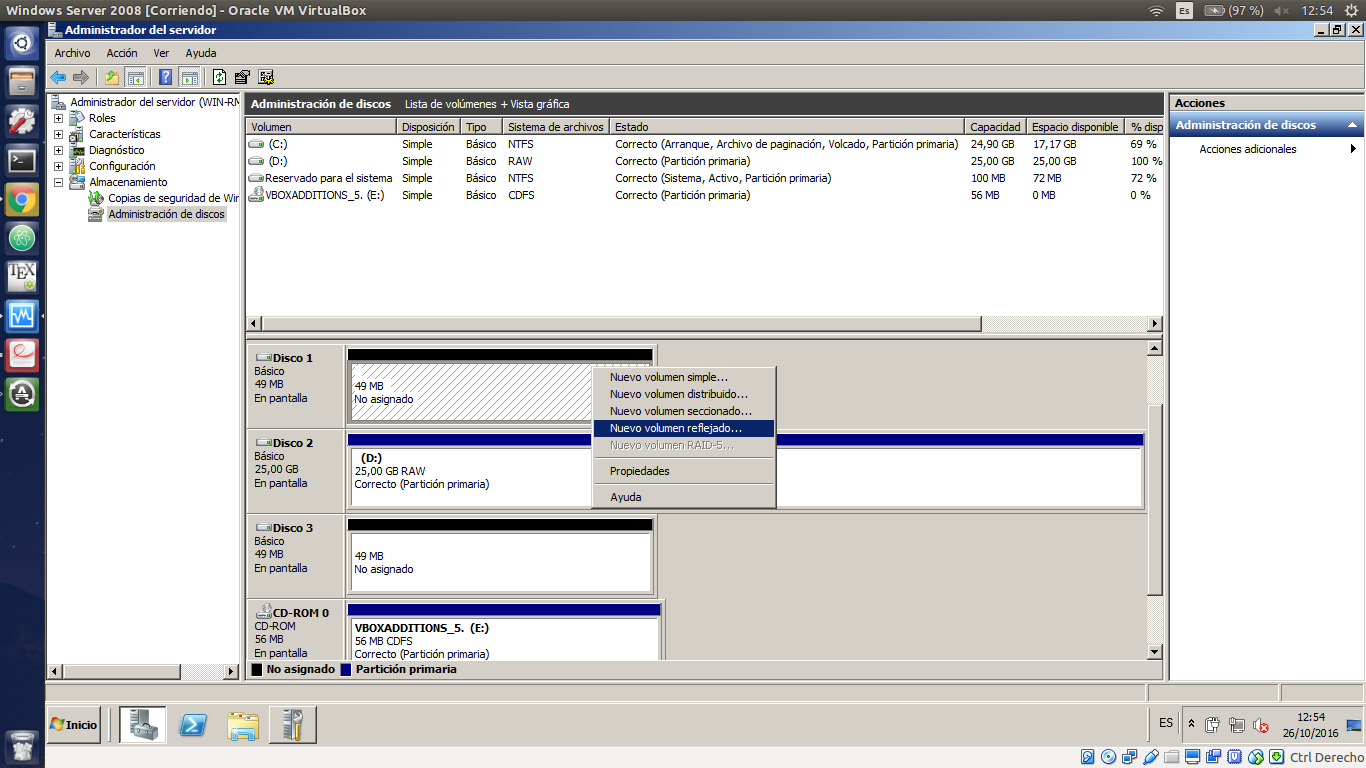 Windows Server 2008 [Corriendo] - Oracle VM VirtualBox
Es (97 %) 12:54
Administrador del servidor
Archivo Acción Ver Ayuda
Administrador del servidor (WIN-RN
Roles
Características
Diagnóstico
Configuración
Almacenamiento
Copias de seguridad de Wir
Administración de discos
Administración de discos Lista de volúmenes + Vista gráfica
Volumen Disposición Tipo Sistema de archivos Estado Capacidad Espacio disponible % disp
(C:) Simple Básico NTFS Correcto (Arranque, Archivo de paginación, Volcado, Partición primaria) 24,90 GB 17,17 GB 69 %
(D:) Simple Básico RAW Correcto (Partición primaria) 25,00 GB 25,00 GB 100 %
Reservado para el sistema Simple Básico NTFS Correcto (Sistema, Activo, Partición primaria) 100 MB 72 MB 72 %
VBOXADDITIONS_5. (E:) Simple Básico CDFS Correcto (Partición primaria) 56 MB 0 MB 0 %
Disco 1
Básico
49 MB
En pantalla
49 MB
No asignado
Nuevo volumen simple...
Nuevo volumen distribuido...
Nuevo volumen seccionado...
Nuevo volumen reflejado...
Nuevo volumen RAID-5...
Propiedades
Ayuda
Disco 2
Básico
25,00 GB
En pantalla
(D:)
25,00 GB RAW
Correcto (Partición primaria)
Disco 3
Básico
49 MB
En pantalla
49 MB
No asignado
CD-ROM 0
CD-ROM
56 MB
En pantalla
VBOXADDITIONS_5. (E:)
56 MB CDFS
Correcto (Partición primaria)
No asignado Partición primaria
Acciones
Administración de discos
Acciones adicionales
TEX
Inicio
ES
12:54
26/10/2016
Ctrl Derecho